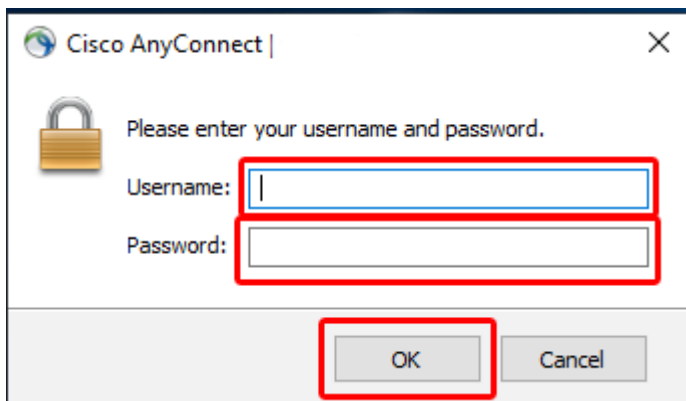 Cisco AnyConnect |
Please enter your username and password.
Username:
Password:
OK Cancel